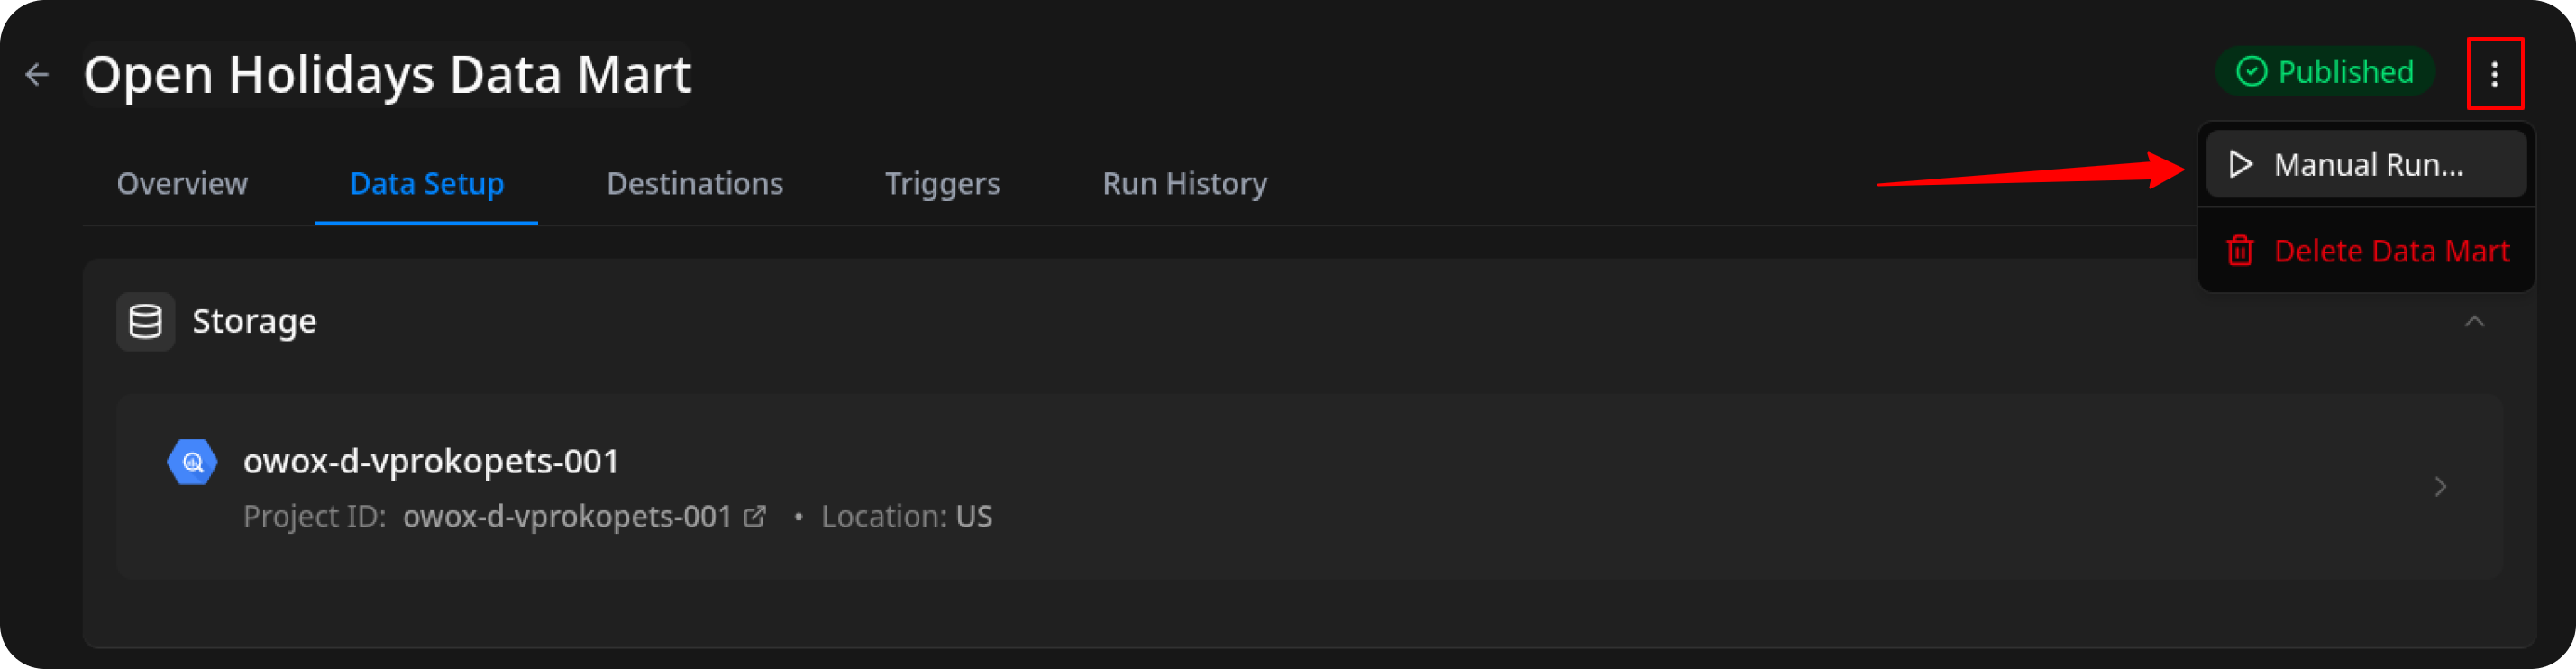 Open Holidays Data Mart
Published
Manual Run...
Delete Data Mart
Overview Data Setup Destinations Triggers Run History
Storage
owox-d-vprokopets-001
Project ID: owox-d-vprokopets-001 • Location: US